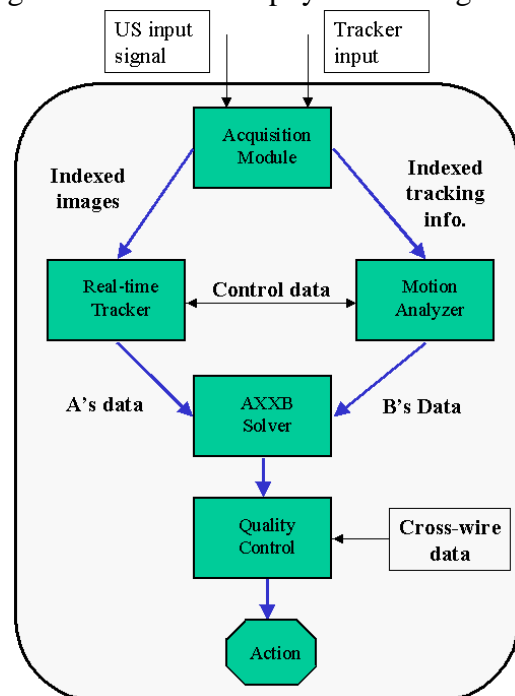 US input
signal
Tracker
input
Acquisition
Module
Indexed
images
Indexed
tracking
info.
Real-time
Tracker
Control data
Motion
Analyzer
A's data
AXXB
Solver
B's Data
Quality
Control
Cross-wire
data
Action